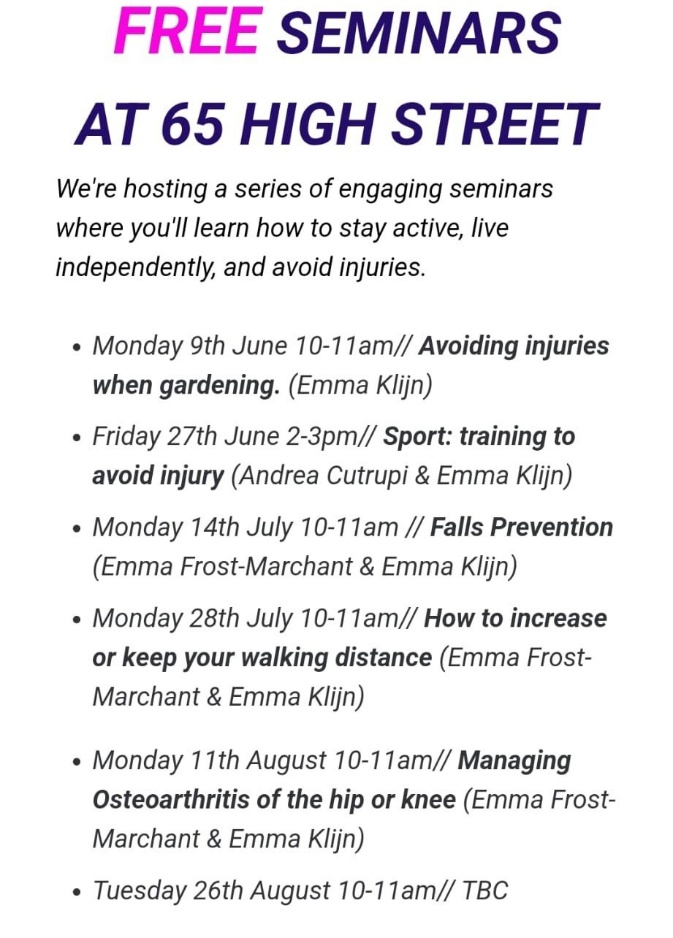 FREE SEMINARS
AT 65 HIGH STREET
We're hosting a series of engaging seminars
where you'll learn how to stay active, live
independently, and avoid injuries.
• Monday 9th June 10-11am// Avoiding injuries
when gardening. (Emma Klijn)
• Friday 27th June 2-3pm// Sport: training to
avoid injury (Andrea Cutrupi & Emma Klijn)
• Monday 14th July 10-11am // Falls Prevention
(Emma Frost-Marchant & Emma Klijn)
• Monday 28th July 10-11am// How to increase
or keep your walking distance (Emma Frost-
Marchant & Emma Klijn)
• Monday 11th August 10-11am// Managing
Osteoarthritis of the hip or knee (Emma Frost-
Marchant & Emma Klijn)
• Tuesday 26th August 10-11am// TBC